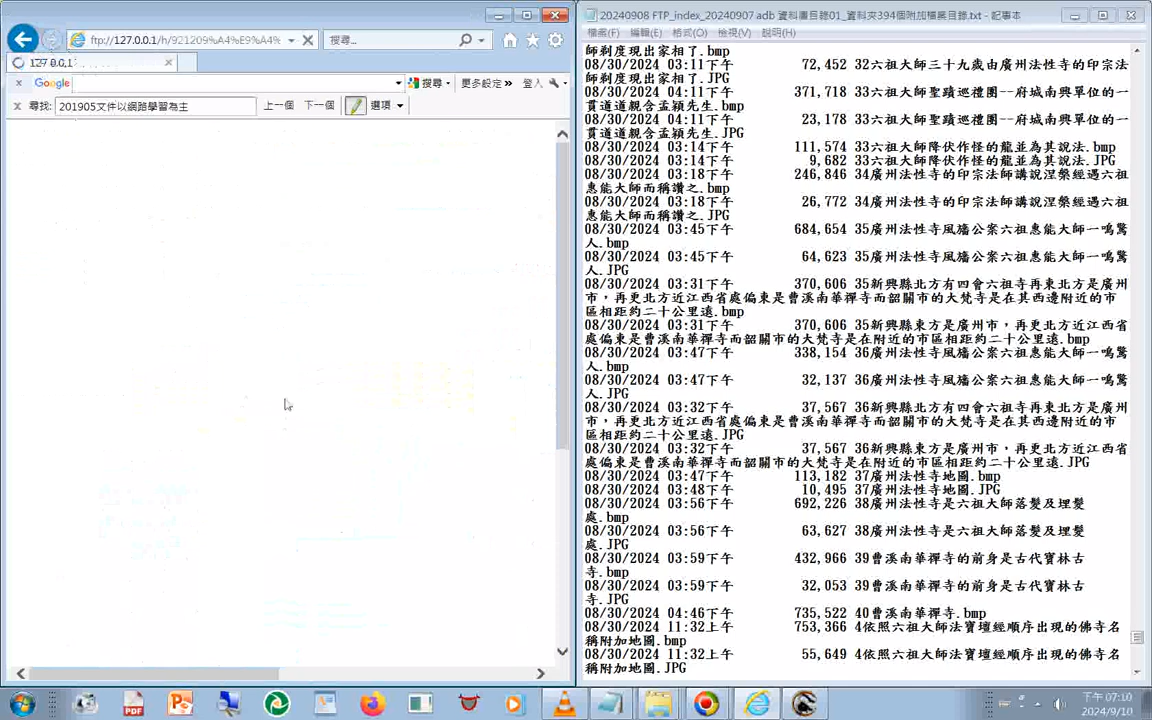 20240908 FTP_index_20240907 adb 資料庫目錄01_資料夾394個附加檔案目錄.txt - 記事本
ftp://127.0.0.1/h/921209%A4%E9%A4%
搜尋...
127.0.0.1
檔案(F) 編輯(E) 格式(O) 檢視(V) 說明(H)
Google
搜尋
更多設定 »
登入
尋找: 201905文件以網路學習為主
上一個 下一個 選項
師剃度現出家相了.bmp
08/30/2024 03:11下午 72,452 32六祖大師三十九歲由廣州法性寺的印宗法
師剃度現出家相了.JPG
08/30/2024 04:11下午 371,718 33六祖大師聖蹟巡禮團--府城南興單位的一
貫道道親含孟穎先生.bmp
08/30/2024 04:11下午 23,178 33六祖大師聖蹟巡禮團--府城南興單位的一
貫道道親含孟穎先生.JPG
08/30/2024 03:14下午 111,574 33六祖大師降伏作怪的龍並為其說法.bmp
08/30/2024 03:14下午 9,682 33六祖大師降伏作怪的龍並為其說法.JPG
08/30/2024 03:18下午 246,846 34廣州法性寺的印宗法師講說涅槃經遇六祖
惠能大師而稱讚之.bmp
08/30/2024 03:18下午 26,772 34廣州法性寺的印宗法師講說涅槃經遇六祖
惠能大師而稱讚之.JPG
08/30/2024 03:45下午 684,654 35廣州法性寺風旛公案六祖惠能大師一鳴驚
人.bmp
08/30/2024 03:45下午 64,623 35廣州法性寺風旛公案六祖惠能大師一鳴驚
人.JPG
08/30/2024 03:31下午 370,606 35新興縣北方有四會六祖寺再東北方是廣州
市，再更北方近江西省處偏東是曹溪南華禪寺而韶關市的大梵寺是在其西邊附近的市
區相距約二十公里遠.bmp
08/30/2024 03:31下午 370,606 35新興縣東方是廣州市，再更北方近江西省
處偏東是曹溪南華禪寺而韶關市的大梵寺是在附近的市區相距約二十公里遠.bmp
08/30/2024 03:47下午 338,154 36廣州法性寺風旛公案六祖惠能大師一鳴驚
人.bmp
08/30/2024 03:47下午 32,137 36廣州法性寺風旛公案六祖惠能大師一鳴驚
人.JPG
08/30/2024 03:32下午 37,567 36新興縣北方有四會六祖寺再東北方是廣州
市，再更北方近江西省處偏東是曹溪南華禪寺而韶關市的大梵寺是在其西邊附近的市
區相距約二十公里遠.JPG
08/30/2024 03:32下午 37,567 36新興縣東方是廣州市，再更北方近江西省
處偏東是曹溪南華禪寺而韶關市的大梵寺是在附近的市區相距約二十公里遠.JPG
08/30/2024 03:47下午 113,182 37廣州法性寺地圖.bmp
08/30/2024 03:48下午 10,495 37廣州法性寺地圖.JPG
08/30/2024 03:56下午 692,226 38廣州法性寺是六祖大師落髮及埋髮
處.bmp
08/30/2024 03:56下午 63,627 38廣州法性寺是六祖大師落髮及埋髮
處.JPG
08/30/2024 03:59下午 432,966 39曹溪南華禪寺的前身是古代寶林古
寺.bmp
08/30/2024 03:59下午 32,053 39曹溪南華禪寺的前身是古代寶林古
寺.JPG
08/30/2024 04:46下午 735,522 40曹溪南華禪寺.bmp
08/30/2024 11:32上午 753,366 4依照六祖大師法寶壇經順序出現的佛寺名
稱附加地圖.bmp
08/30/2024 11:32上午 55,649 4依照六祖大師法寶壇經順序出現的佛寺名
稱附加地圖.JPG
下午 07:10
2024/9/10